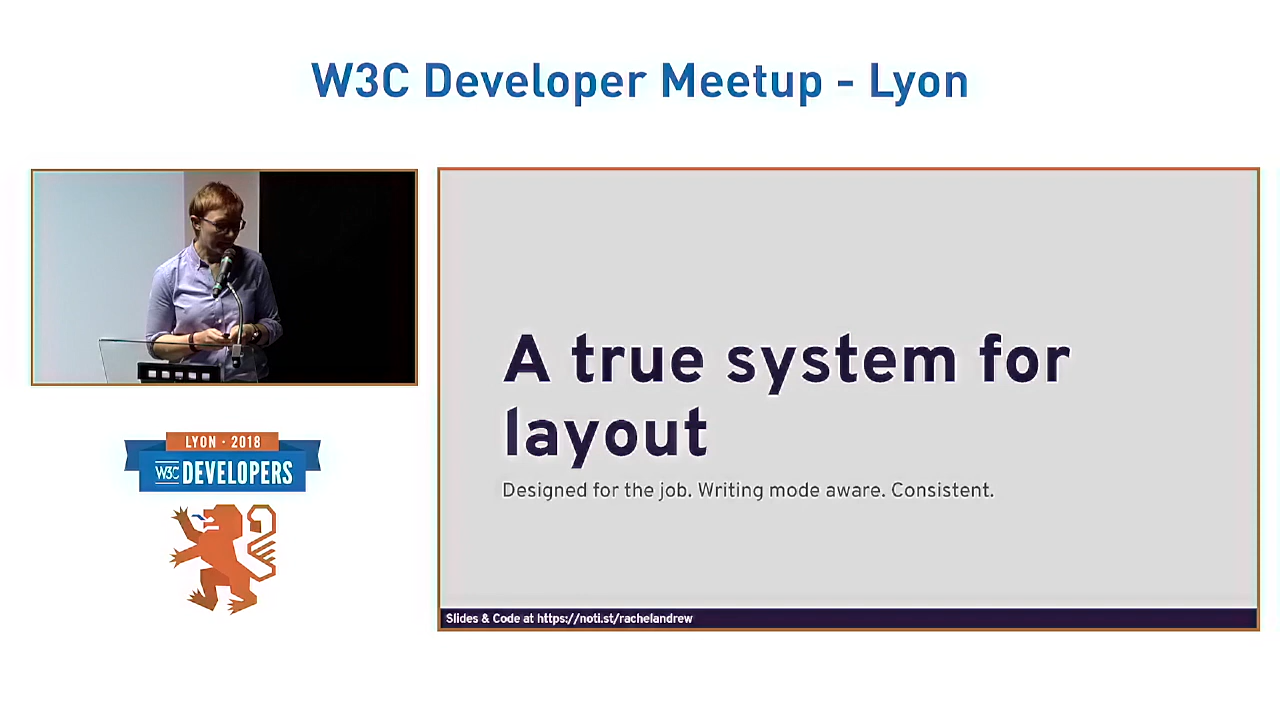 W3C Developer Meetup - Lyon
A true system for
layout
Designed for the job. Writing mode aware. Consistent.
Slides & Code at https://noti.st/rachelandrew
LYON · 2018
W3C DEVELOPERS